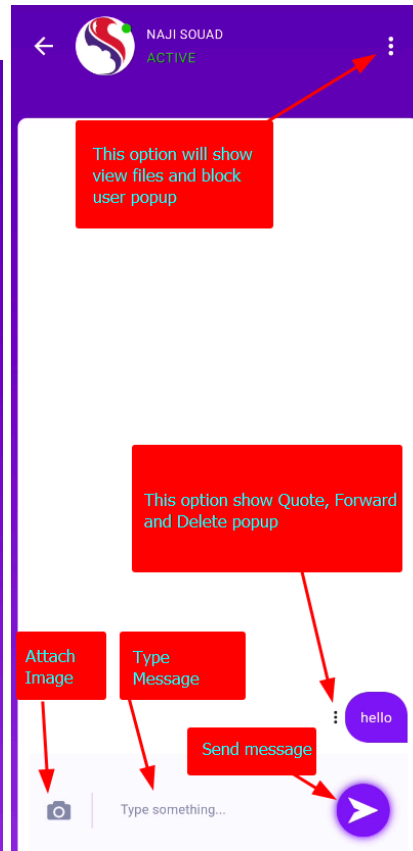 NAJI SOUAD
ACTIVE
This option will show
view files and block
user popup
This option show Quote, Forward
and Delete popup
Attach
Image
Type
Message
hello
Send message
Type something...